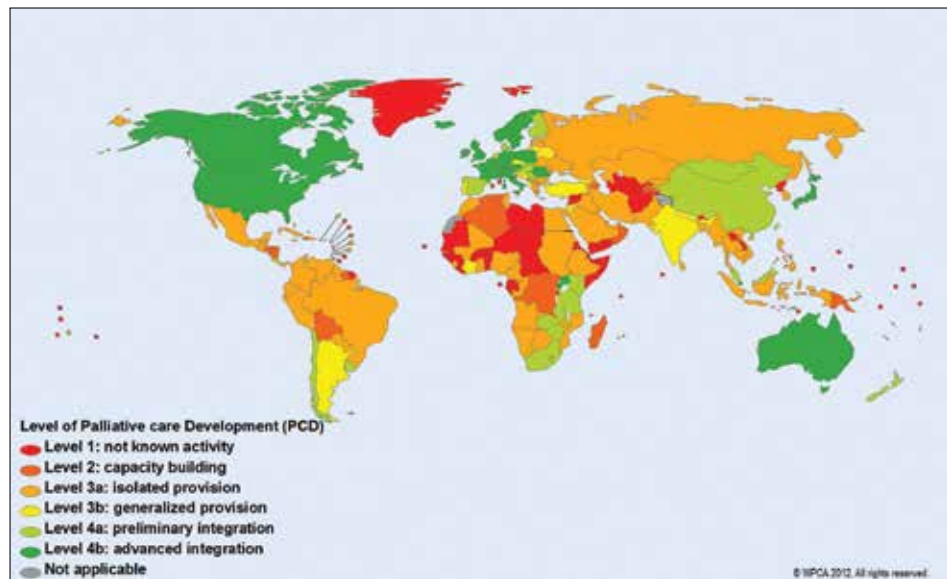 Level of Palliative care Development (PCD)
Level 1: not known activity
Level 2: capacity building
Level 3a: isolated provision
Level 3b: generalized provision
Level 4a: preliminary integration
Level 4b: advanced integration
Not applicable
© WPCA 2012. All rights reserved.